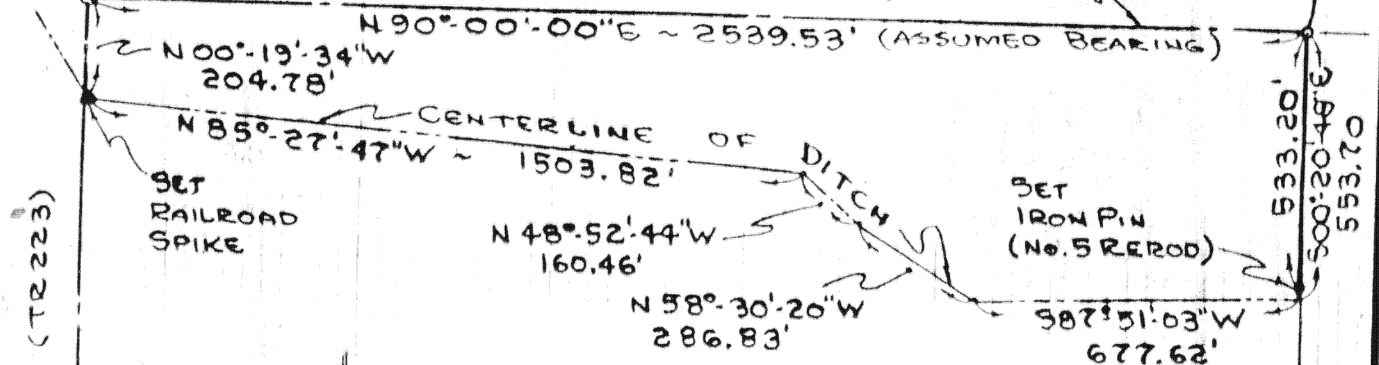 N 90°-00'-00"E ~ 2539.53' (ASSUMED BEARING)
N 00°-19'-34"W
204.78'
CENTERLINE OF DITCH
N 85°-27'-47"W ~ 1503.82'
SET
RAILROAD
SPIKE
(TR 223)
N 48°-52'-44"W
160.46'
N 58°-30'-20"W
286.83'
SET
IRON PIN
(No. 5 REROD)
S87°51'-03"W
677.62'
533.20'
S00°-20'-48"E
553.20